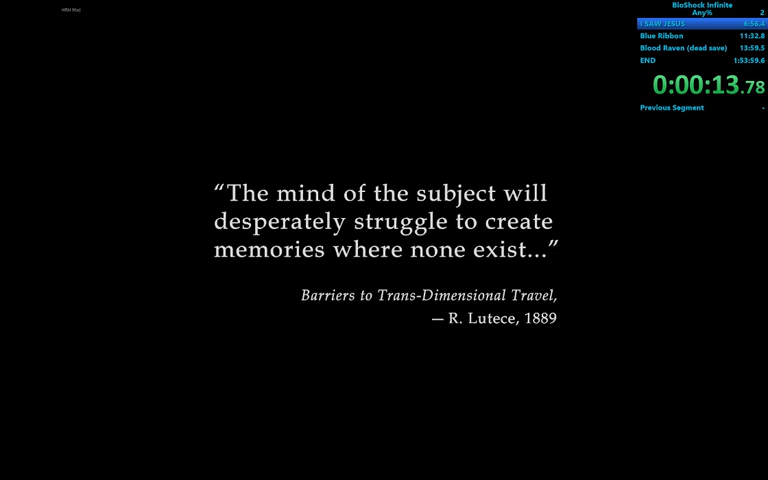 BioShock Infinite
Any% 2
I SAW JESUS 6:56.4
Blue Ribbon 11:32.8
Blood Raven (dead save) 13:59.5
END 1:53:59.6
0:00:13.78
Previous Segment -
“The mind of the subject will
desperately struggle to create
memories where none exist...”
Barriers to Trans-Dimensional Travel,
— R. Lutece, 1889